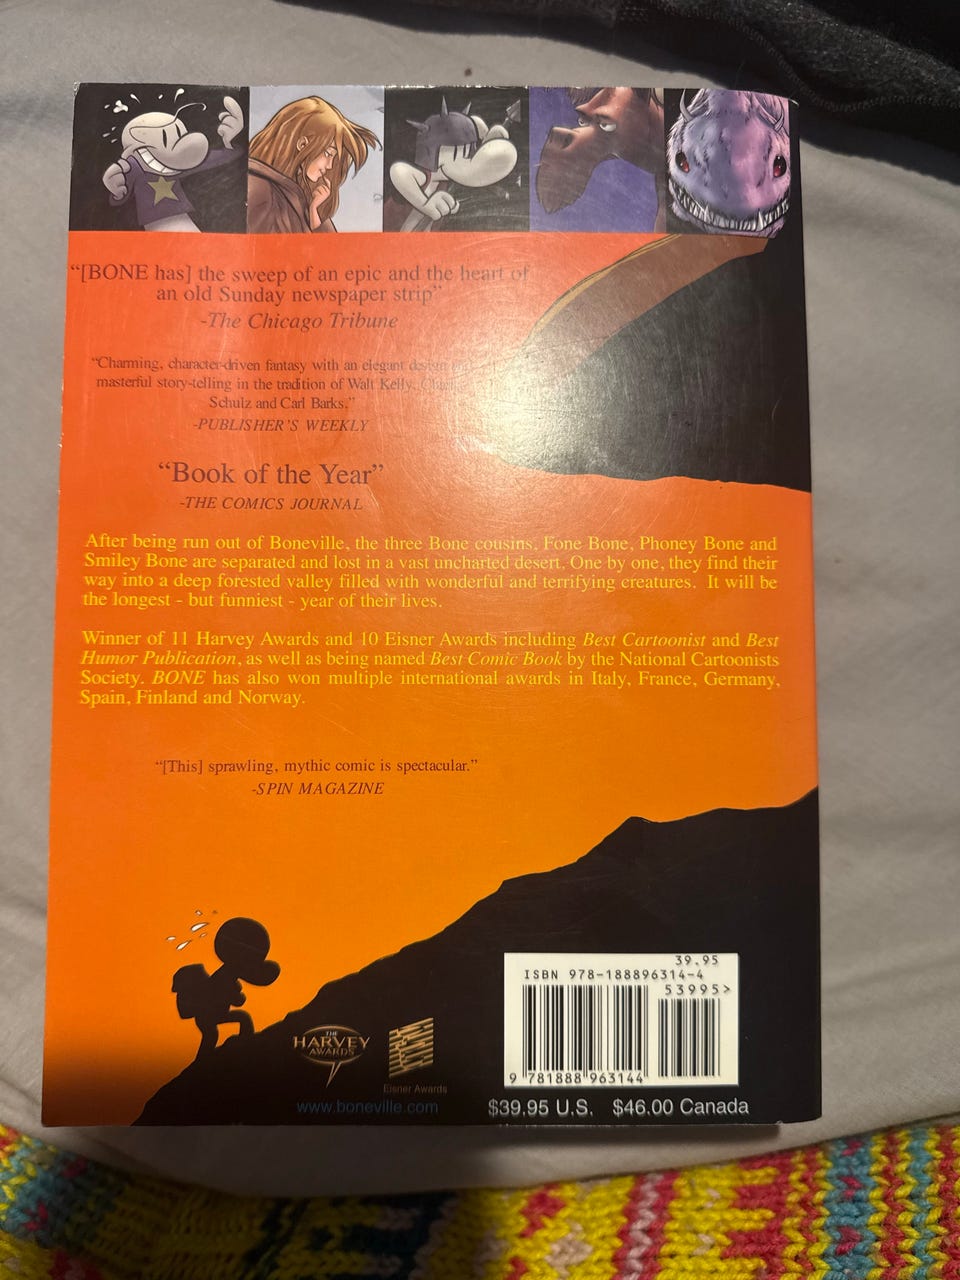 “[BONE has] the sweep of an epic and the heart of
an old Sunday newspaper strip”
-The Chicago Tribune
“Charming, character-driven fantasy with an elegant design and
masterful story-telling in the tradition of Walt Kelly, Charles
Schulz and Carl Barks.”
-PUBLISHER’S WEEKLY
“Book of the Year”
-THE COMICS JOURNAL
After being run out of Boneville, the three Bone cousins, Fone Bone, Phoney Bone and
Smiley Bone are separated and lost in a vast uncharted desert. One by one, they find their
way into a deep forested valley filled with wonderful and terrifying creatures. It will be
the longest - but funniest - year of their lives.
Winner of 11 Harvey Awards and 10 Eisner Awards including Best Cartoonist and Best
Humor Publication, as well as being named Best Comic Book by the National Cartoonists
Society. BONE has also won multiple international awards in Italy, France, Germany,
Spain, Finland and Norway.
“[This] sprawling, mythic comic is spectacular.”
-SPIN MAGAZINE
39.95
ISBN 978-188896314-4
53995>
9 781888 963144
THE
HARVEY
AWARDS
Eisner Awards
www.boneville.com
$39.95 U.S. $46.00 Canada